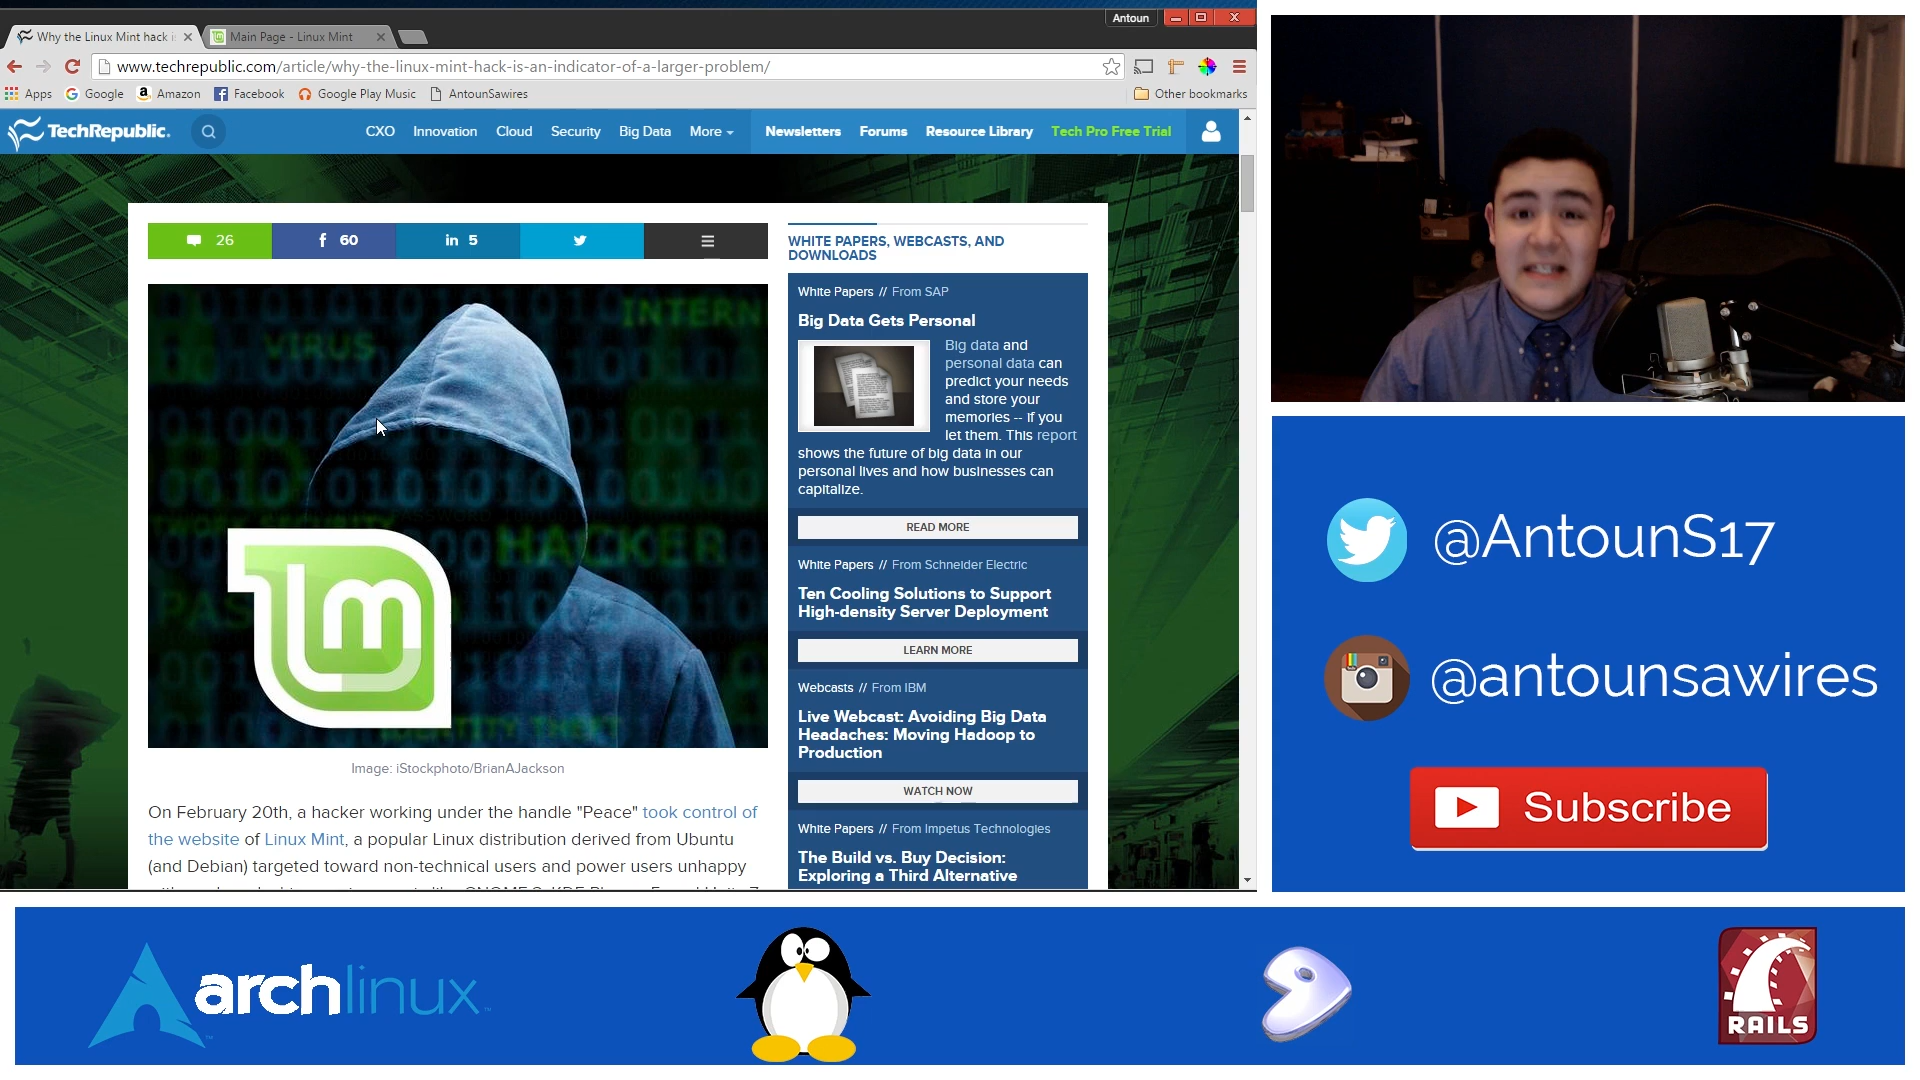 Antoun
Why the Linux Mint hack i
Main Page - Linux Mint
www.techrepublic.com/article/why-the-linux-mint-hack-is-an-indicator-of-a-larger-problem/
Apps Google Amazon Facebook Google Play Music AntounSawires Other bookmarks
TechRepublic. CXO Innovation Cloud Security Big Data More Newsletters Forums Resource Library Tech Pro Free Trial
26 60 in 5
INTERN
VIRUS
HACKER
IDENTITY THEFT
lm
Image: iStockphoto/BrianAJackson
On February 20th, a hacker working under the handle "Peace" took control of
the website of Linux Mint, a popular Linux distribution derived from Ubuntu
(and Debian) targeted toward non-technical users and power users unhappy
WHITE PAPERS, WEBCASTS, AND
DOWNLOADS
White Papers // From SAP
Big Data Gets Personal
Big data and
personal data can
predict your needs
and store your
memories -- if you
let them. This report
shows the future of big data in our
personal lives and how businesses can
capitalize.
READ MORE
White Papers // From Schneider Electric
Ten Cooling Solutions to Support
High-density Server Deployment
LEARN MORE
Webcasts // From IBM
Live Webcast: Avoiding Big Data
Headaches: Moving Hadoop to
Production
WATCH NOW
White Papers // From Impetus Technologies
The Build vs. Buy Decision:
Exploring a Third Alternative
@AntounS17
@antounsawires
Subscribe
archlinux
RAILS